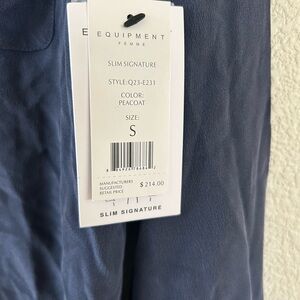 EQUIPMENT
FEMME
SLIM SIGNATURE
STYLE:Q23-E231
COLOR:
PEACOAT
SIZE:
S
MANUFACTURERS
SUGGESTED
RETAIL PRICE
$ 214.00
SLIM SIGNATURE